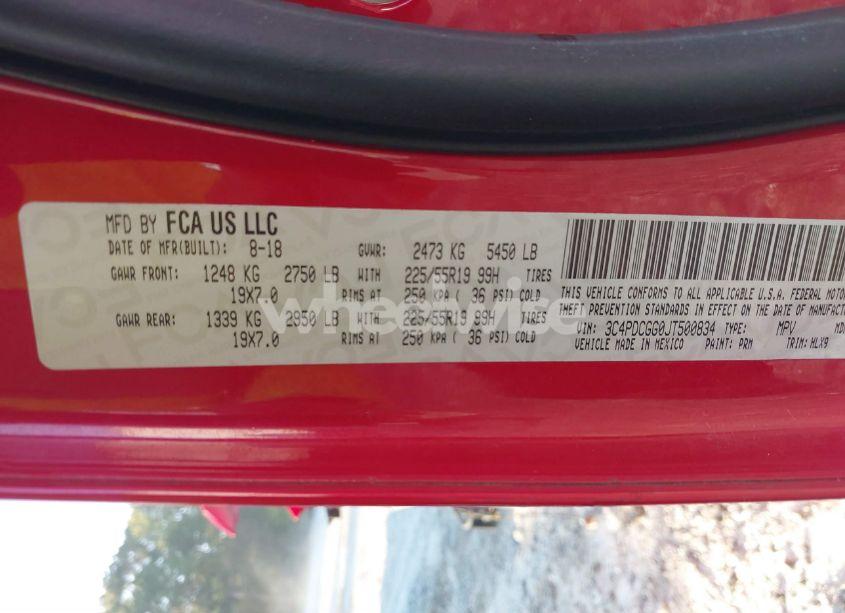 MFD BY FCA US LLC
DATE OF MFR(BUILT): 8-18 GVWR: 2473 KG 5450 LB
GAWR FRONT: 1248 KG 2750 LB WITH 225/55R19 99H TIRES
19X7.0 RIMS AT 250 KPA ( 36 PSI) COLD
GAWR REAR: 1339 KG 2950 LB WITH 225/55R19 99H TIRES
19X7.0 RIMS AT 250 KPA ( 36 PSI) COLD
THIS VEHICLE CONFORMS TO ALL APPLICABLE U.S.A. FEDERAL MOTOR
THEFT PREVENTION STANDARDS IN EFFECT ON THE DATE OF MANUFACTU
VIN: 3C4PDCGG0JT500834 TYPE: MPV
VEHICLE MADE IN MEXICO PAINT: PRM TRIM: HLX9